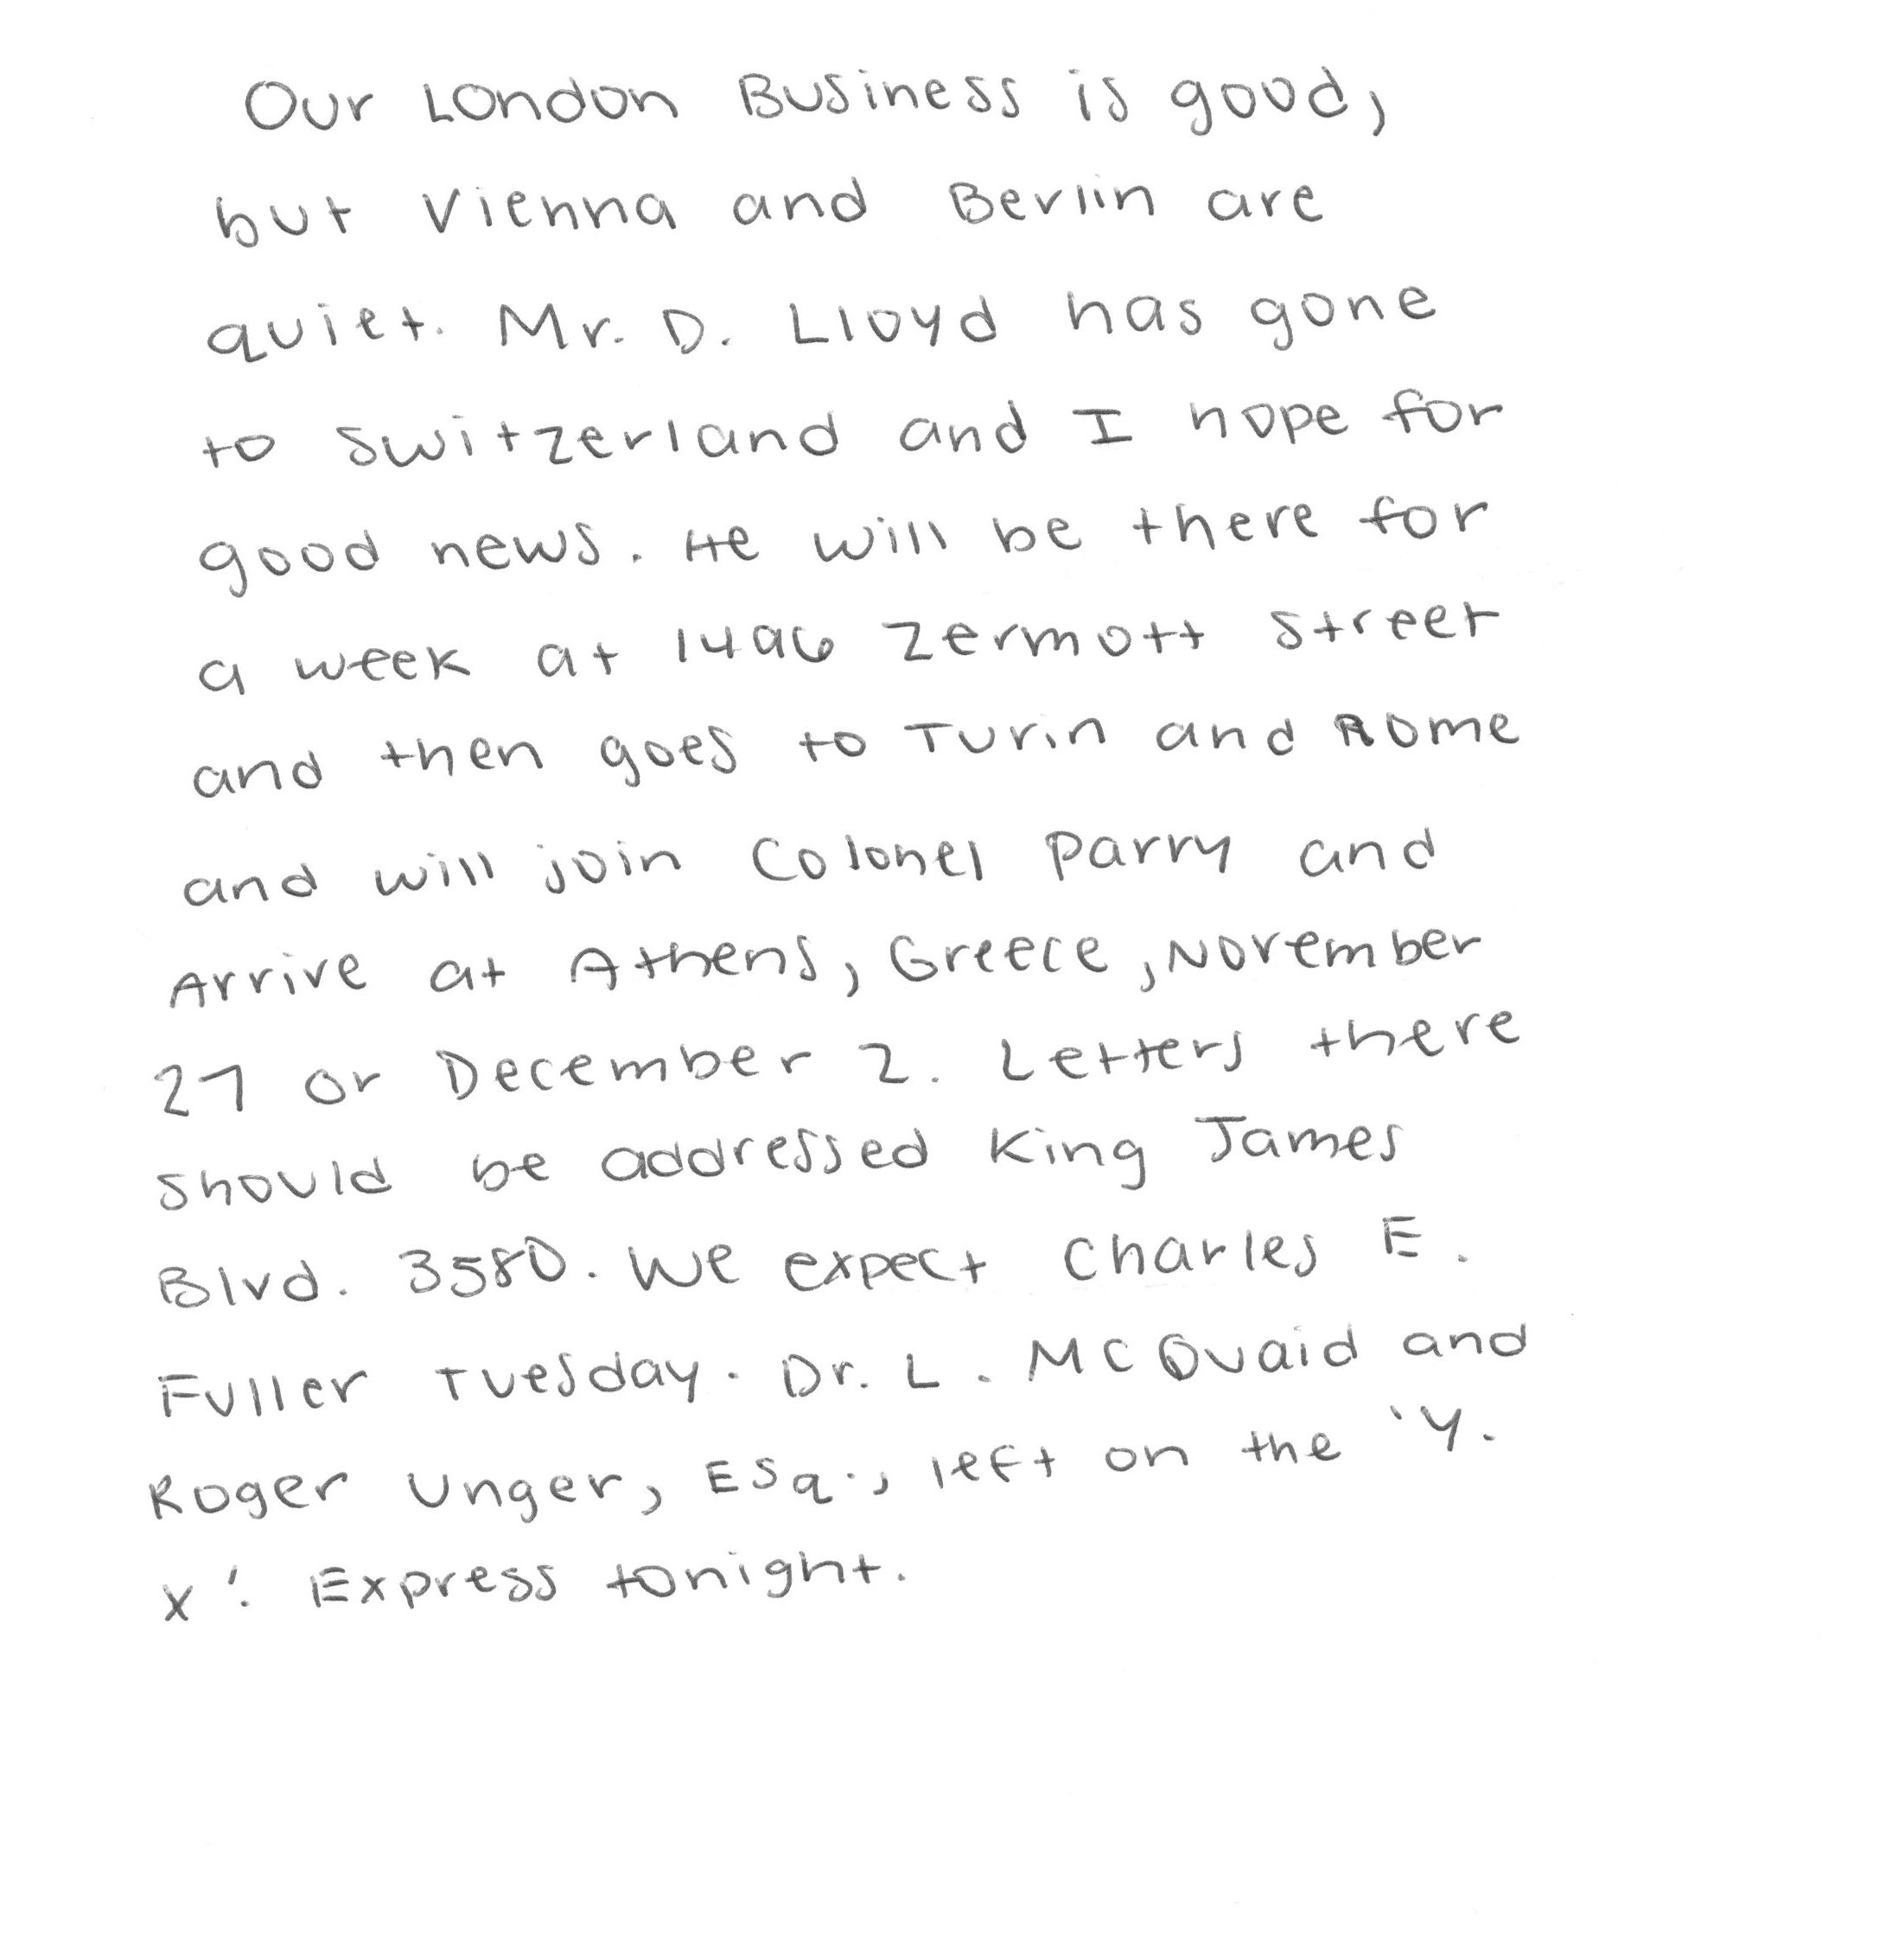 Our London Business is good,
but Vienna and Berlin are
quiet. Mr. D. Lloyd has gone
to Switzerland and I hope for
good news. He will be there for
a week at 1496 Zermott Street
and then goes to Turin and Rome
and will join Colonel Parry and
Arrive at Athens, Greece, November
27 or December 2. Letters there
should be addressed King James
Blvd. 3580. We expect Charles E.
Fuller Tuesday. Dr. L. McQuaid and
Roger Unger, Esq., left on the 'Y.
X'. Express tonight.